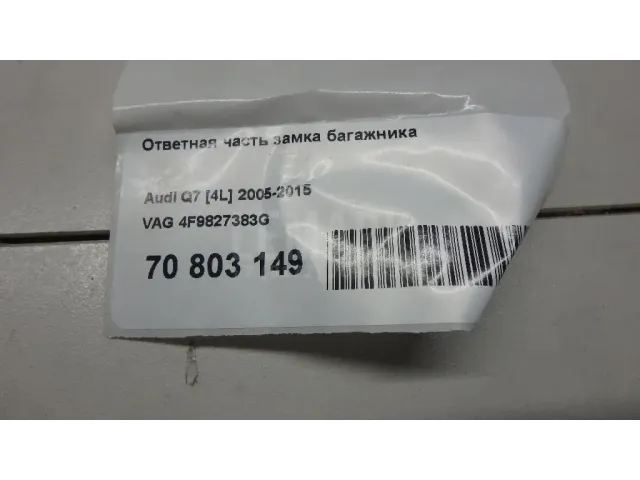 Ответная часть замка багажника
Audi Q7 [4L] 2005-2015
VAG 4F9827383G
70 803 149